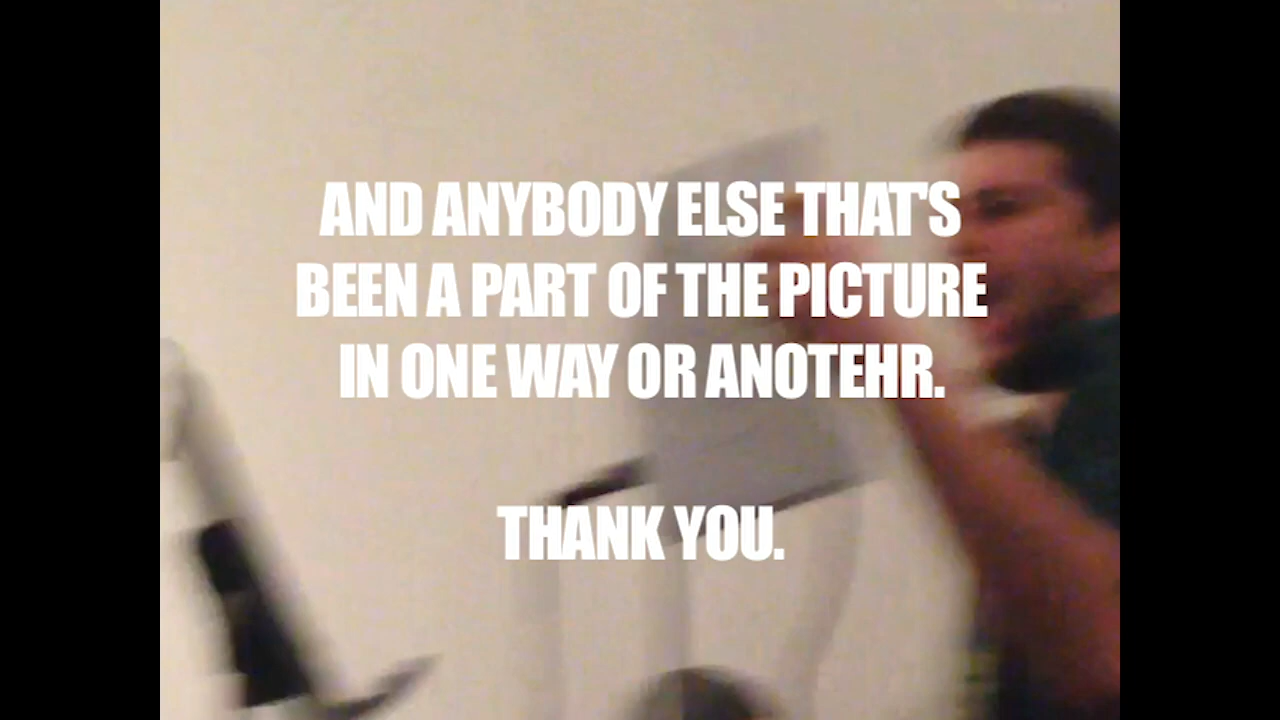 AND ANYBODY ELSE THAT'S
BEEN A PART OF THE PICTURE
IN ONE WAY OR ANOTEHR.
THANK YOU.